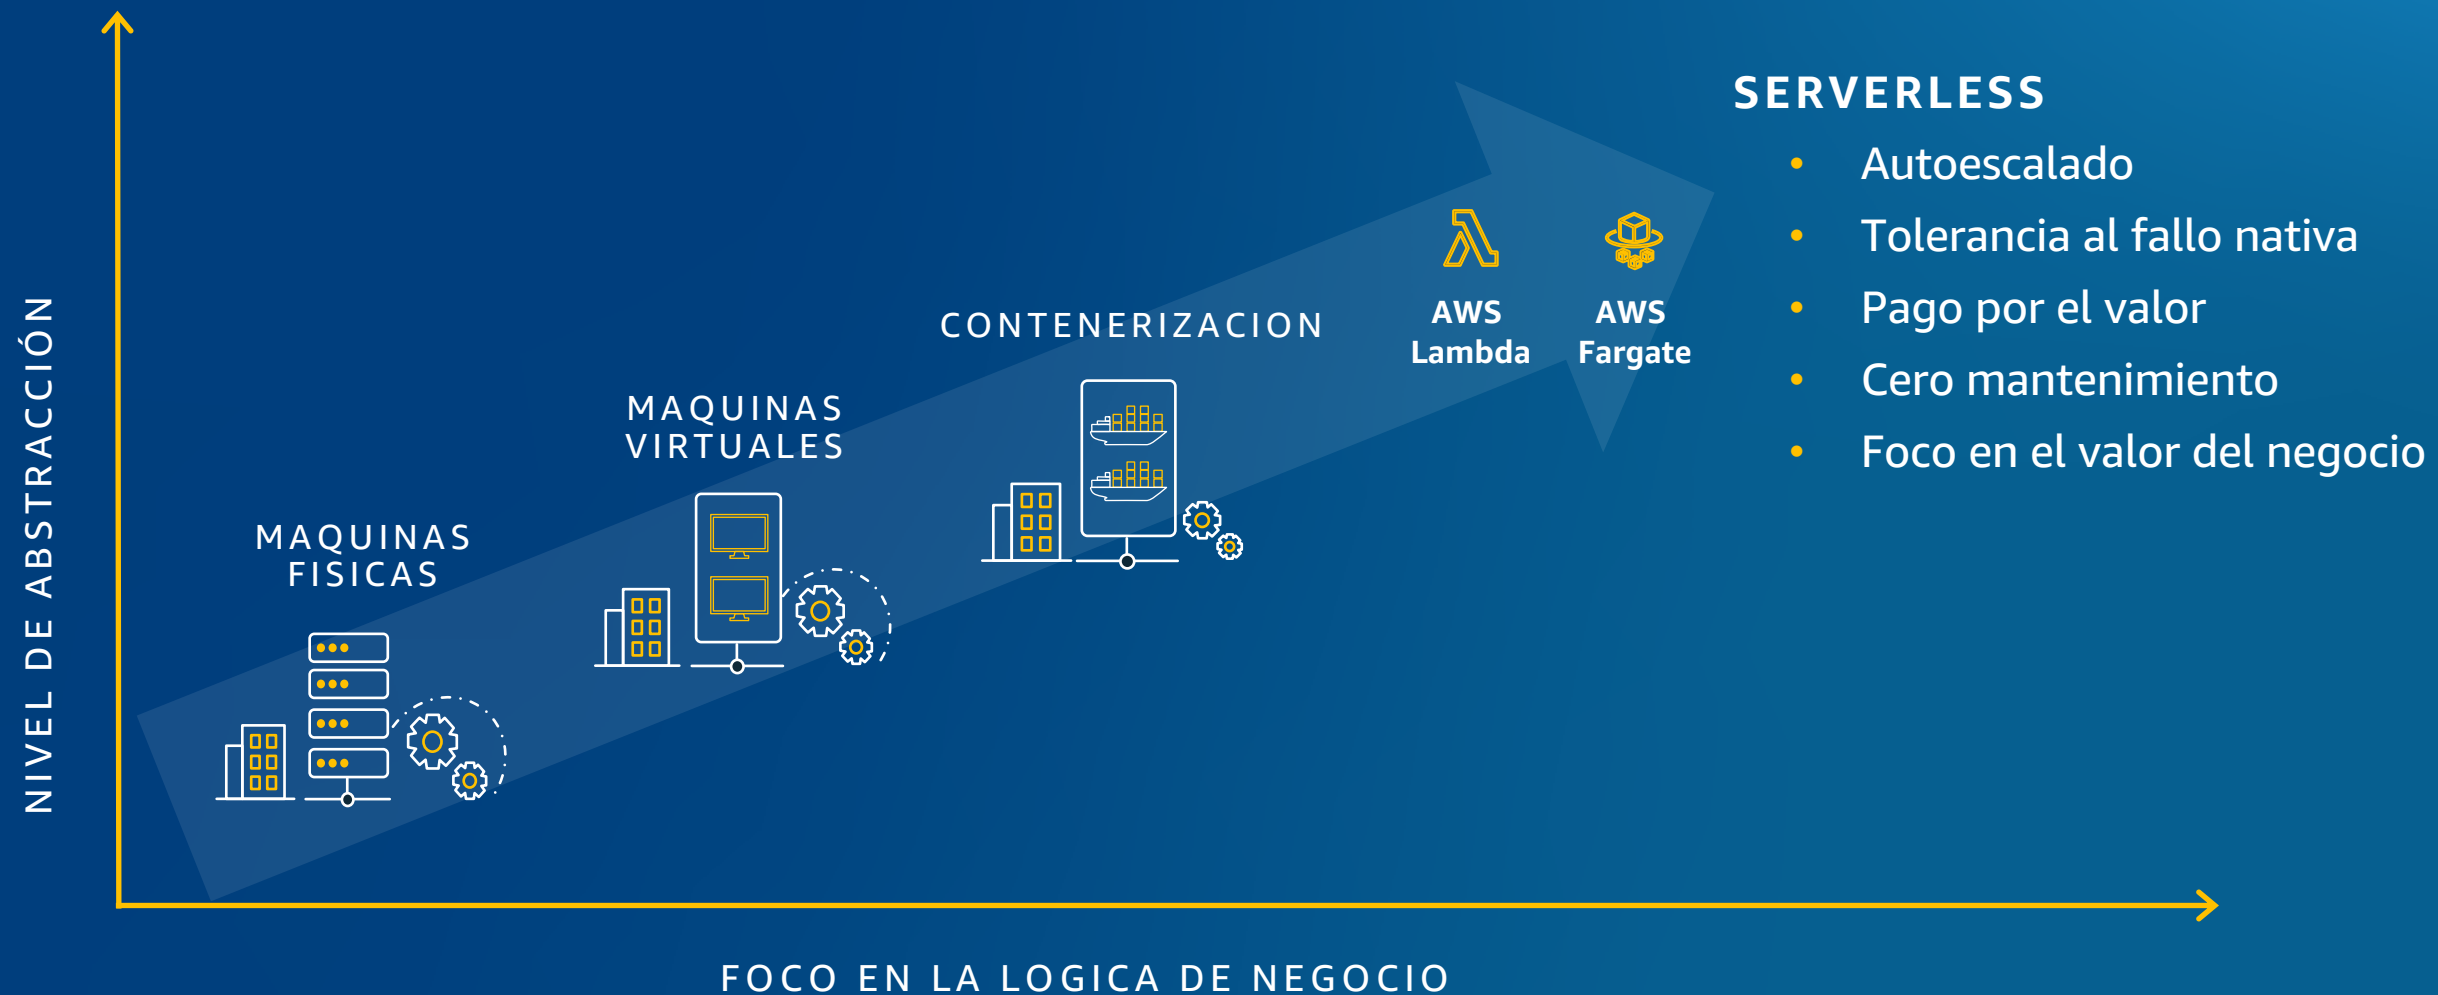 NIVEL DE ABSTRACCIÓN
MAQUINAS
FISICAS
MAQUINAS
VIRTUALES
CONTENERIZACION
AWS
Lambda
AWS
Fargate
SERVERLESS
• Autoescalado
• Tolerancia al fallo nativa
• Pago por el valor
• Cero mantenimiento
• Foco en el valor del negocio
FOCO EN LA LOGICA DE NEGOCIO